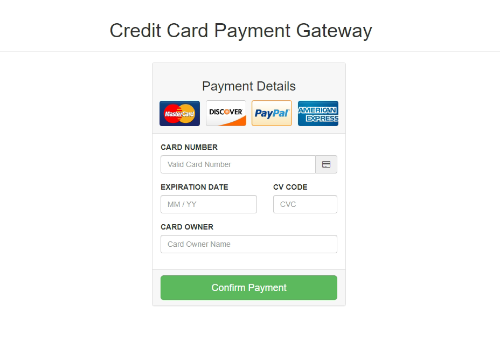 Credit Card Payment Gateway
Payment Details
MasterCard DISCOVER PayPal AMERICAN EXPRESS
CARD NUMBER
Valid Card Number
EXPIRATION DATE CV CODE
MM / YY CVC
CARD OWNER
Card Owner Name
Confirm Payment